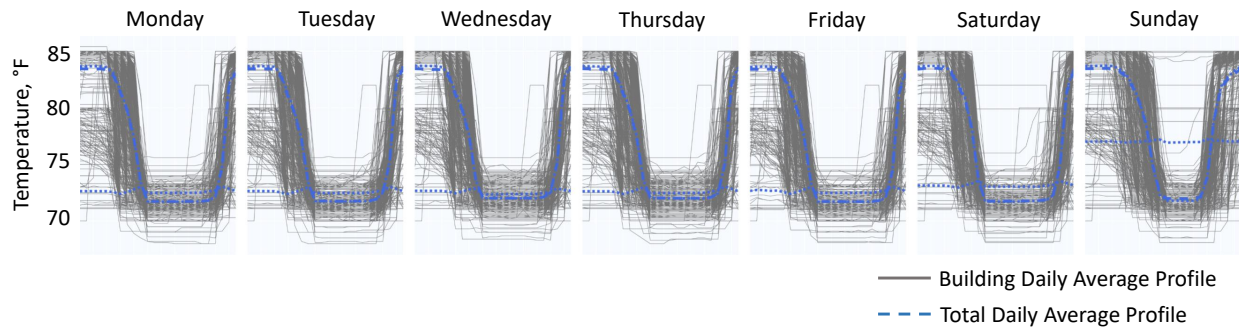 Monday Tuesday Wednesday Thursday Friday Saturday Sunday
Temperature, °F
85
80
75
70
Building Daily Average Profile
Total Daily Average Profile